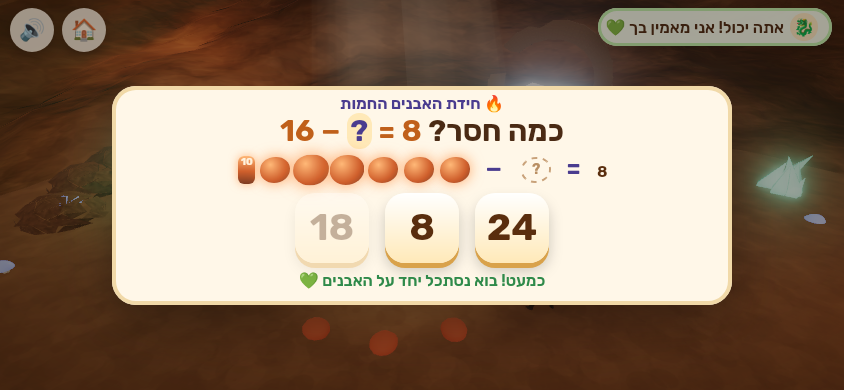 אתה יכול! אני מאמין בך 💚
🔥 חידת האבנים החמות
כמה חסר? 16 − ? = 8
10 − ? = 8
18 8 24
כמעט! בוא נסתכל יחד על האבנים 💚